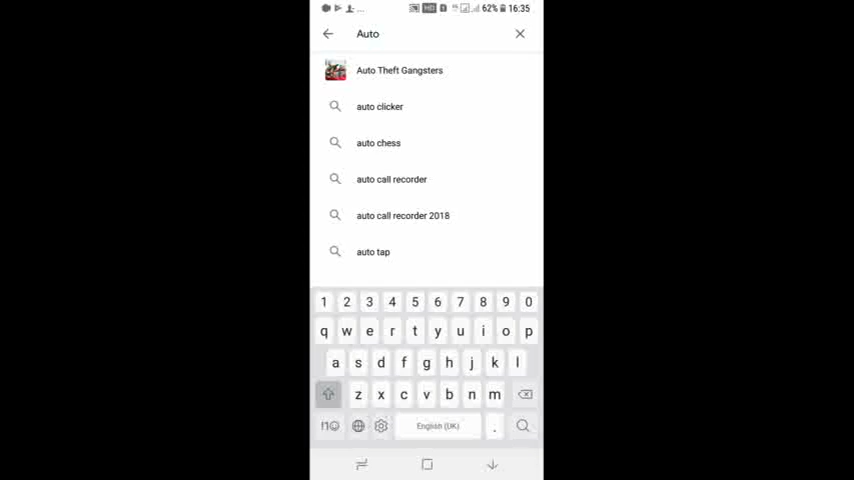 ... HD 62% 16:35
Auto
Auto Theft Gangsters
auto clicker
auto chess
auto call recorder
auto call recorder 2018
auto tap
1 2 3 4 5 6 7 8 9 0
q w e r t y u i o p
a s d f g h j k l
z x c v b n m
!1☺ English (UK) .